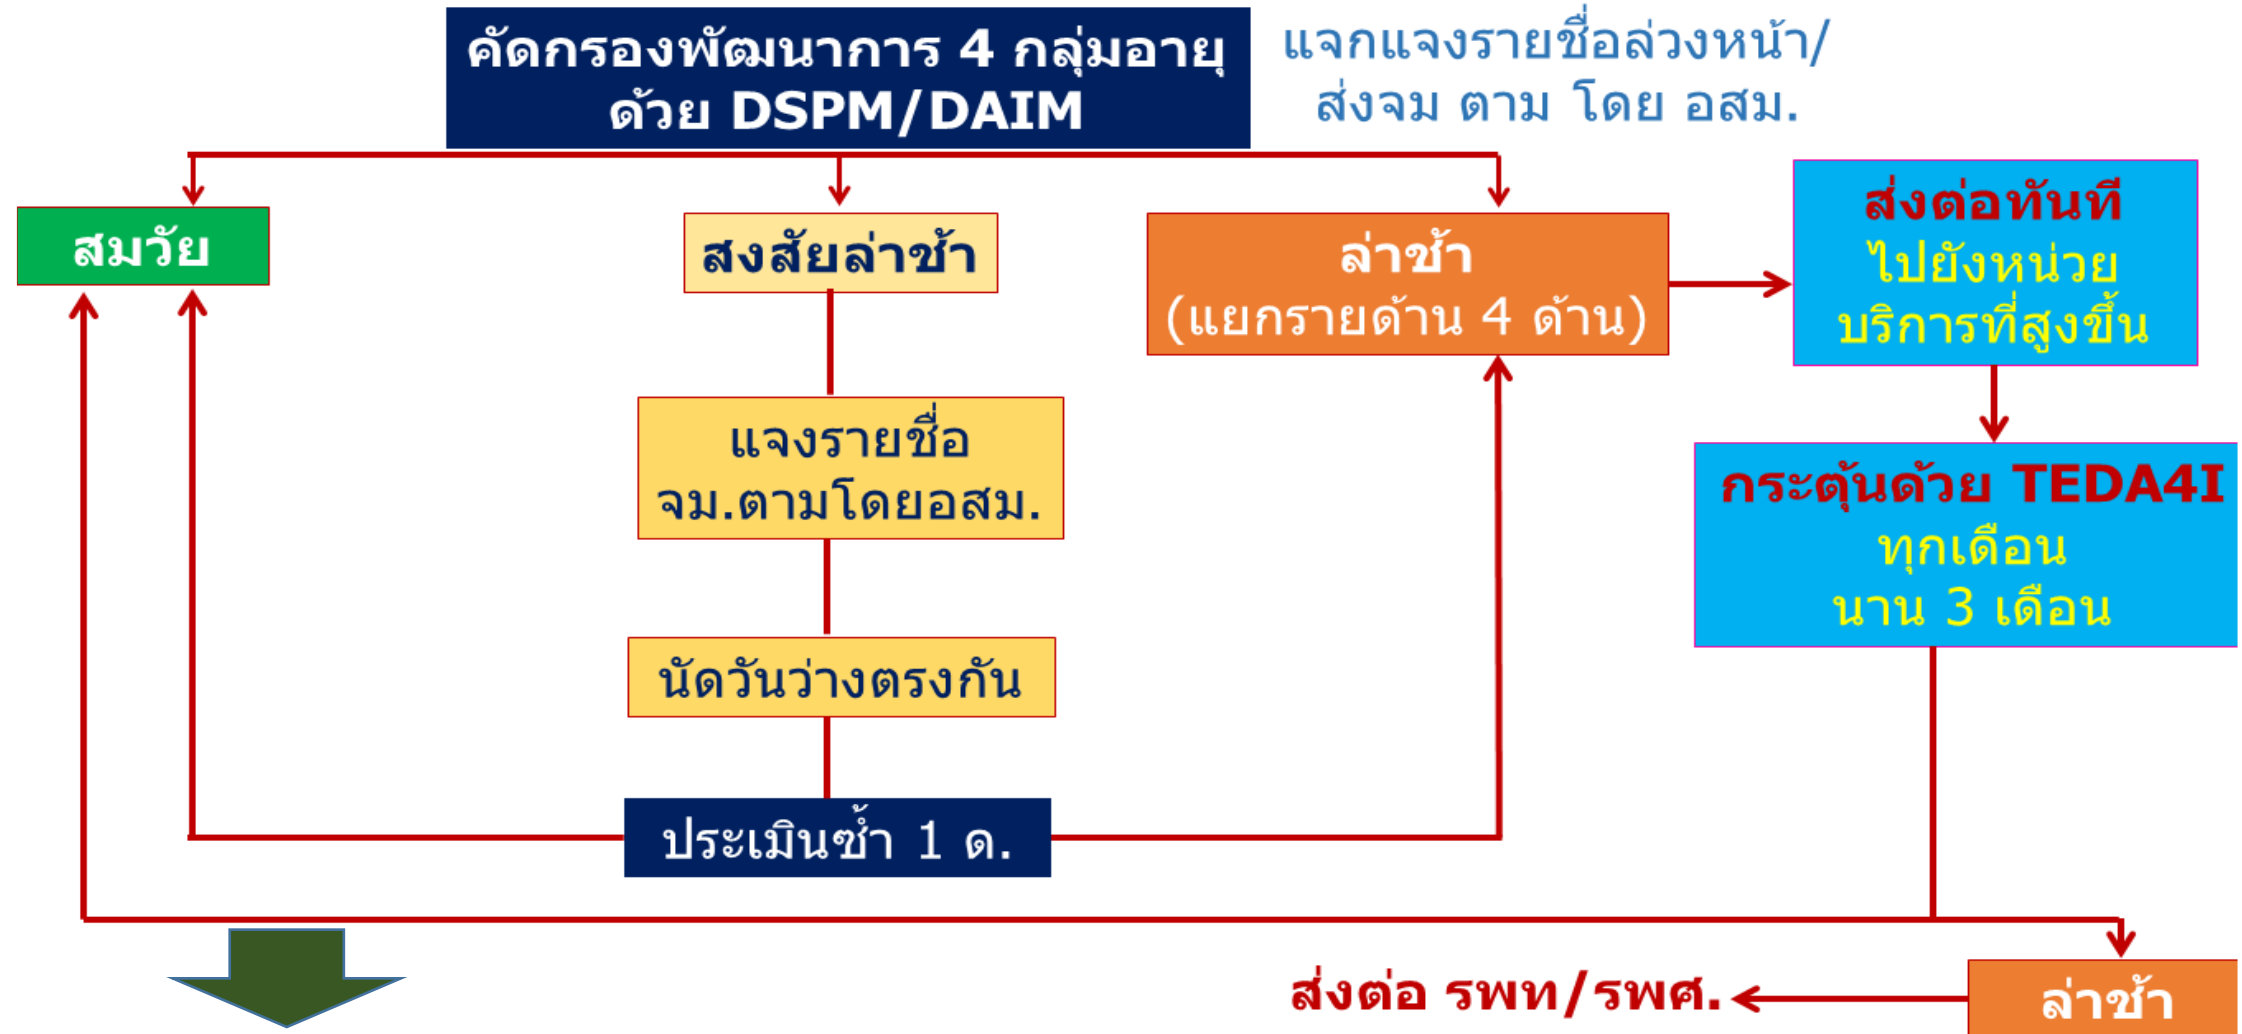 คัดกรองพัฒนาการ 4 กลุ่มอายุ
ด้วย DSPM/DAIM
แจกแจงรายชื่อล่วงหน้า/
ส่งจม ตาม โดย อสม.
สมวัย
สงสัยล่าช้า
ล่าช้า
(แยกรายด้าน 4 ด้าน)
ส่งต่อทันที
ไปยังหน่วย
บริการที่สูงขึ้น
แจงรายชื่อ
จม.ตามโดยอสม.
กระตุ้นด้วย TEDA4I
ทุกเดือน
นาน 3 เดือน
นัดวันว่างตรงกัน
ประเมินซ้ำ 1 ด.
ส่งต่อ รพท/รพศ.
ล่าช้า